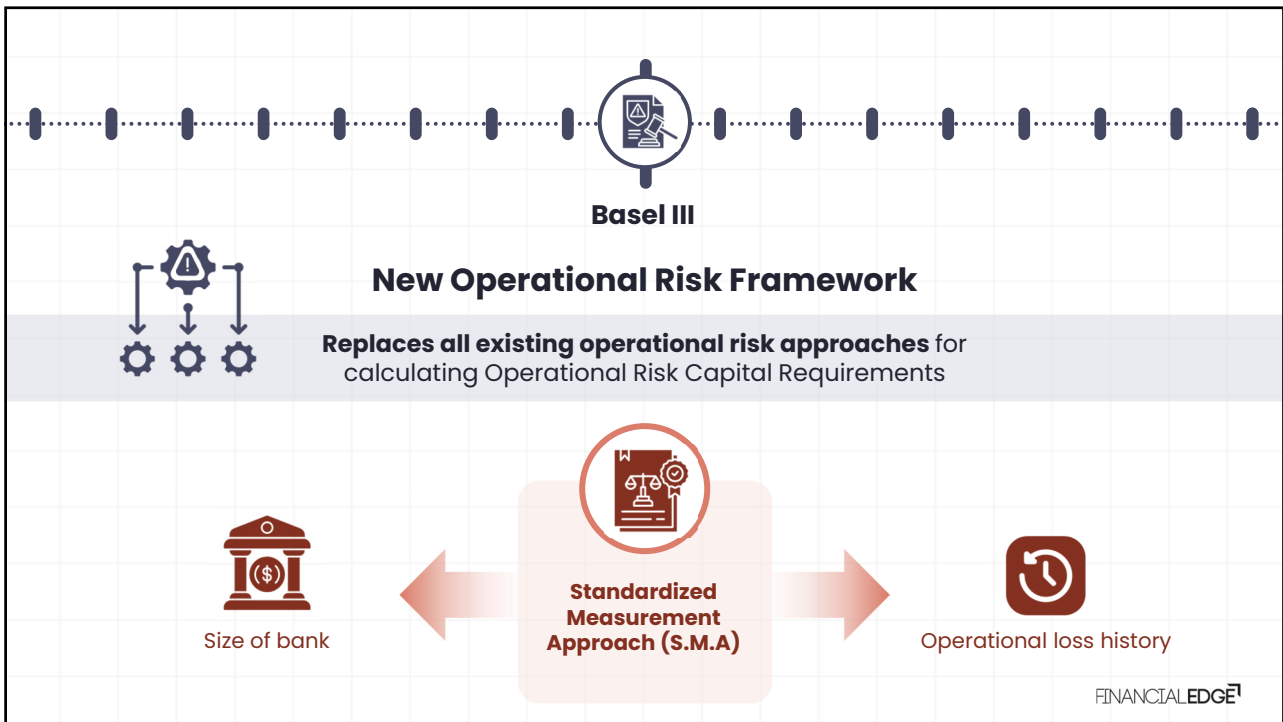 Basel III
New Operational Risk Framework
Replaces all existing operational risk approaches for
calculating Operational Risk Capital Requirements
Standardized
Measurement
Approach (S.M.A)
Size of bank
Operational loss history
FINANCIALEDGE